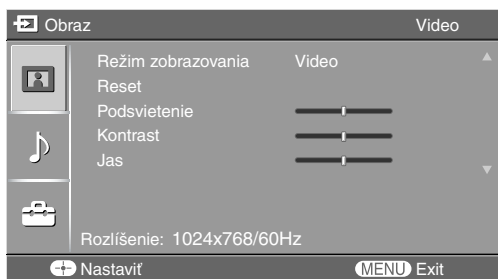 Obraz Video
Režim zobrazovania Video
Reset
Podsvietenie
Kontrast
Jas
Rozlíšenie: 1024x768/60Hz
Nastaviť MENU Exit